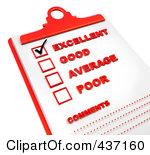 EXCELLENT
GOOD
AVERAGE
POOR
COMMENTS
© 437160